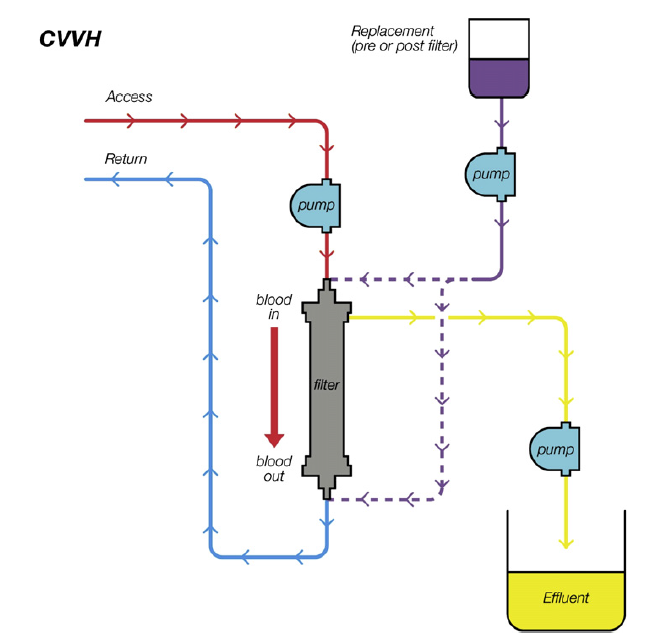 CVVH
Replacement
(pre or post filter)
Access
Return
pump
pump
blood
in
filter
blood
out
pump
Effluent